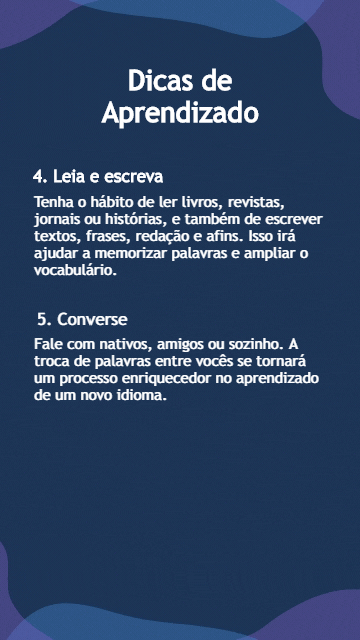 Dicas de
Aprendizado
4. Leia e escreva
Tenha o hábito de ler livros, revistas,
jornais ou histórias, e também de escrever
textos, frases, redação e afins. Isso irá
ajudar a memorizar palavras e ampliar o
vocabulário.
5. Converse
Fale com nativos, amigos ou sozinho. A
troca de palavras entre vocês se tornará
um processo enriquecedor no aprendizado
de um novo idioma.